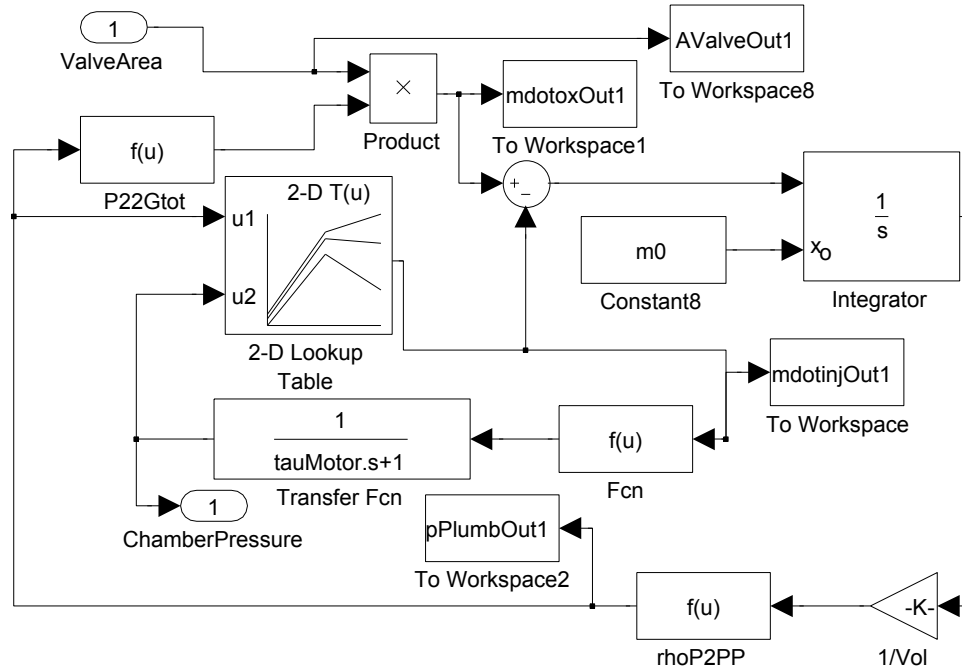 1
ValveArea
AValveOut1
To Workspace8
×
Product
mdotoxOut1
To Workspace1
f(u)
P22Gtot
2-D T(u)
u1
u2
2-D Lookup
Table
+
−
m0
Constant8
1
s
xo
Integrator
mdotinjOut1
To Workspace
1
tauMotor.s+1
Transfer Fcn
f(u)
Fcn
1
ChamberPressure
pPlumbOut1
To Workspace2
f(u)
rhoP2PP
-K-
1/Vol